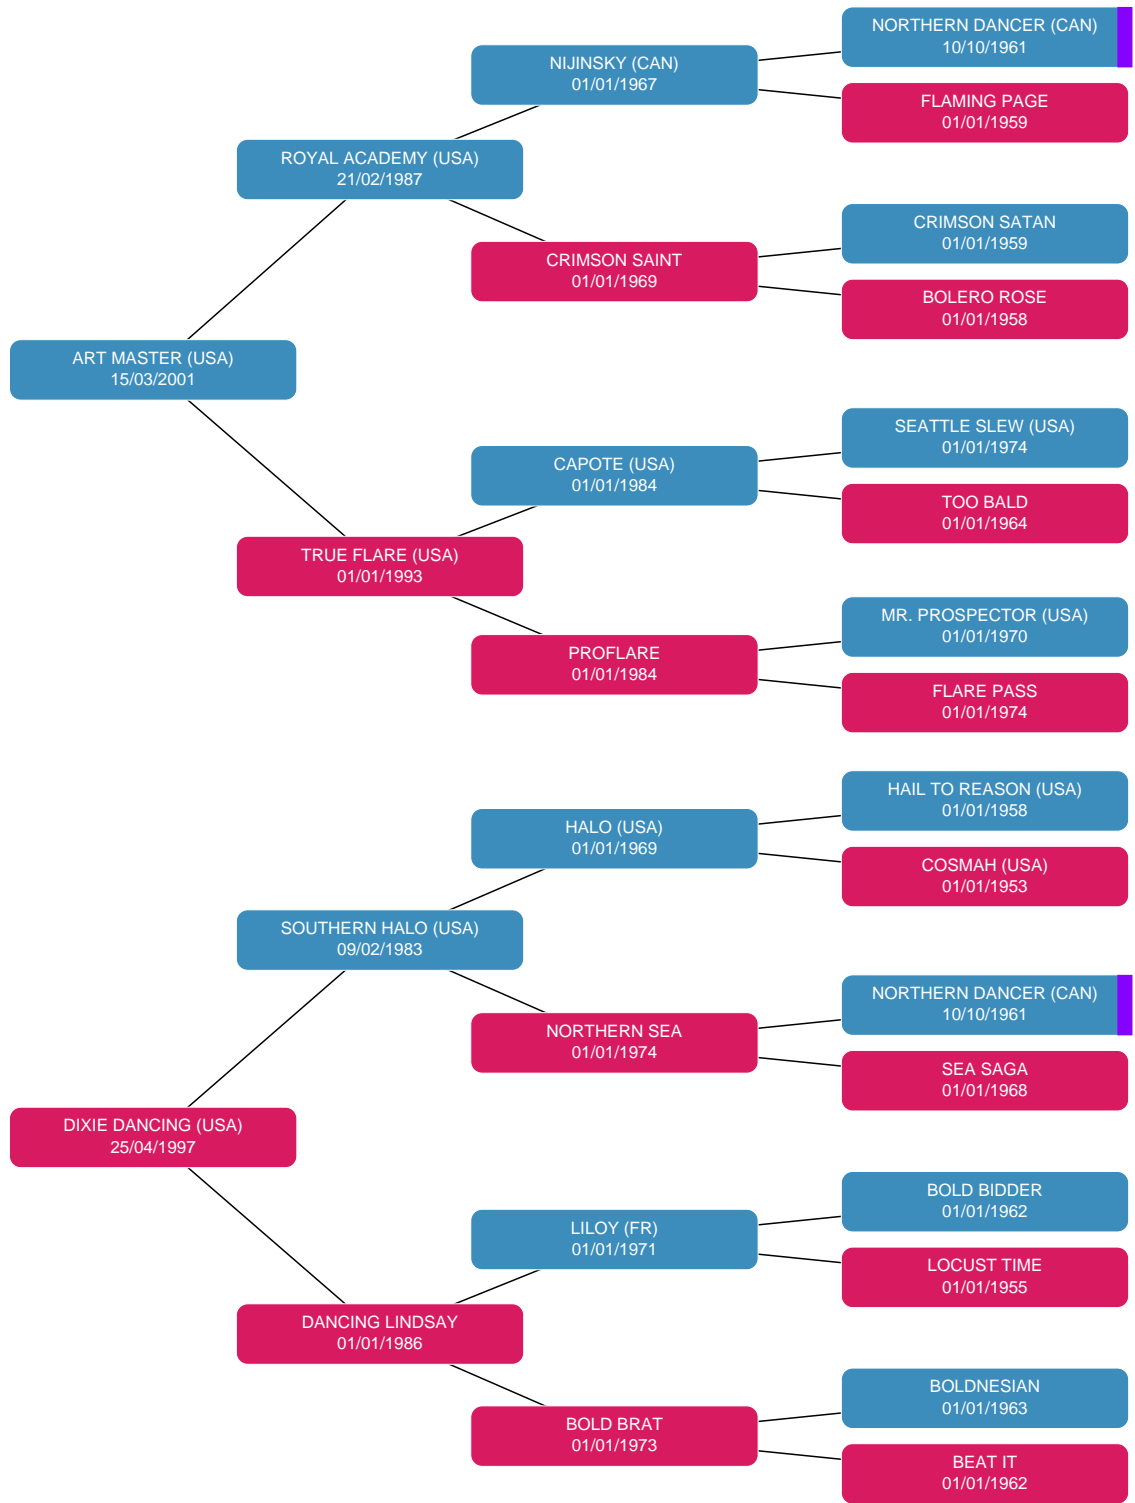 NORTHERN DANCER (CAN)
10/10/1961
NIJINSKY (CAN)
01/01/1967
FLAMING PAGE
01/01/1959
ROYAL ACADEMY (USA)
21/02/1987
CRIMSON SATAN
01/01/1959
CRIMSON SAINT
01/01/1969
BOLERO ROSE
01/01/1958
ART MASTER (USA)
15/03/2001
SEATTLE SLEW (USA)
01/01/1974
CAPOTE (USA)
01/01/1984
TOO BALD
01/01/1964
TRUE FLARE (USA)
01/01/1993
MR. PROSPECTOR (USA)
01/01/1970
PROFLARE
01/01/1984
FLARE PASS
01/01/1974
HAIL TO REASON (USA)
01/01/1958
HALO (USA)
01/01/1969
COSMAH (USA)
01/01/1953
SOUTHERN HALO (USA)
09/02/1983
NORTHERN DANCER (CAN)
10/10/1961
NORTHERN SEA
01/01/1974
SEA SAGA
01/01/1968
DIXIE DANCING (USA)
25/04/1997
BOLD BIDDER
01/01/1962
LILOY (FR)
01/01/1971
LOCUST TIME
01/01/1955
DANCING LINDSAY
01/01/1986
BOLDNESIAN
01/01/1963
BOLD BRAT
01/01/1973
BEAT IT
01/01/1962